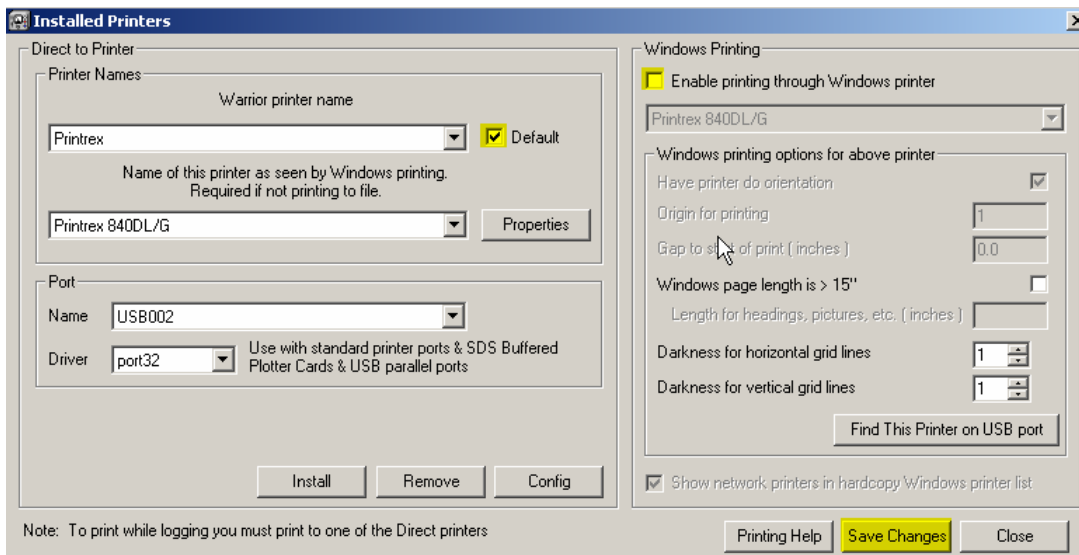 Installed Printers
Direct to Printer
Printer Names
Warrior printer name
Printrex
Default
Name of this printer as seen by Windows printing.
Required if not printing to file.
Printrex 840DL/G
Properties
Port
Name
USB002
Driver
port32
Use with standard printer ports & SDS Buffered
Plotter Cards & USB parallel ports
Install
Remove
Config
Note: To print while logging you must print to one of the Direct printers
Windows Printing
Enable printing through Windows printer
Printrex 840DL/G
Windows printing options for above printer
Have printer do orientation
Origin for printing
1
Gap to start of print ( inches )
0.0
Windows page length is > 15"
Length for headings, pictures, etc. ( inches )
Darkness for horizontal grid lines
1
Darkness for vertical grid lines
1
Find This Printer on USB port
Show network printers in hardcopy Windows printer list
Printing Help
Save Changes
Close